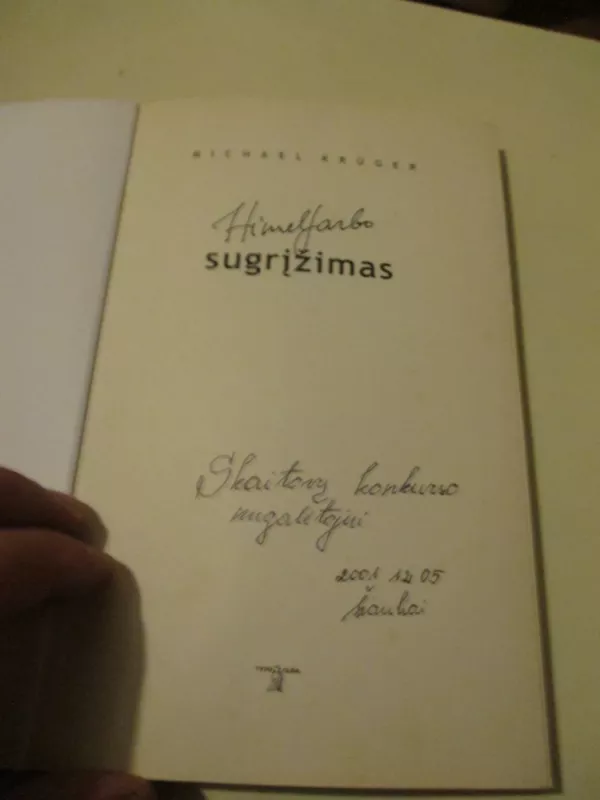 MICHAEL KRÜGER
Himelfarbo
sugrįžimas
Skaitovų konkurso
nugalėtojui
2001 12 05
Šiauliai